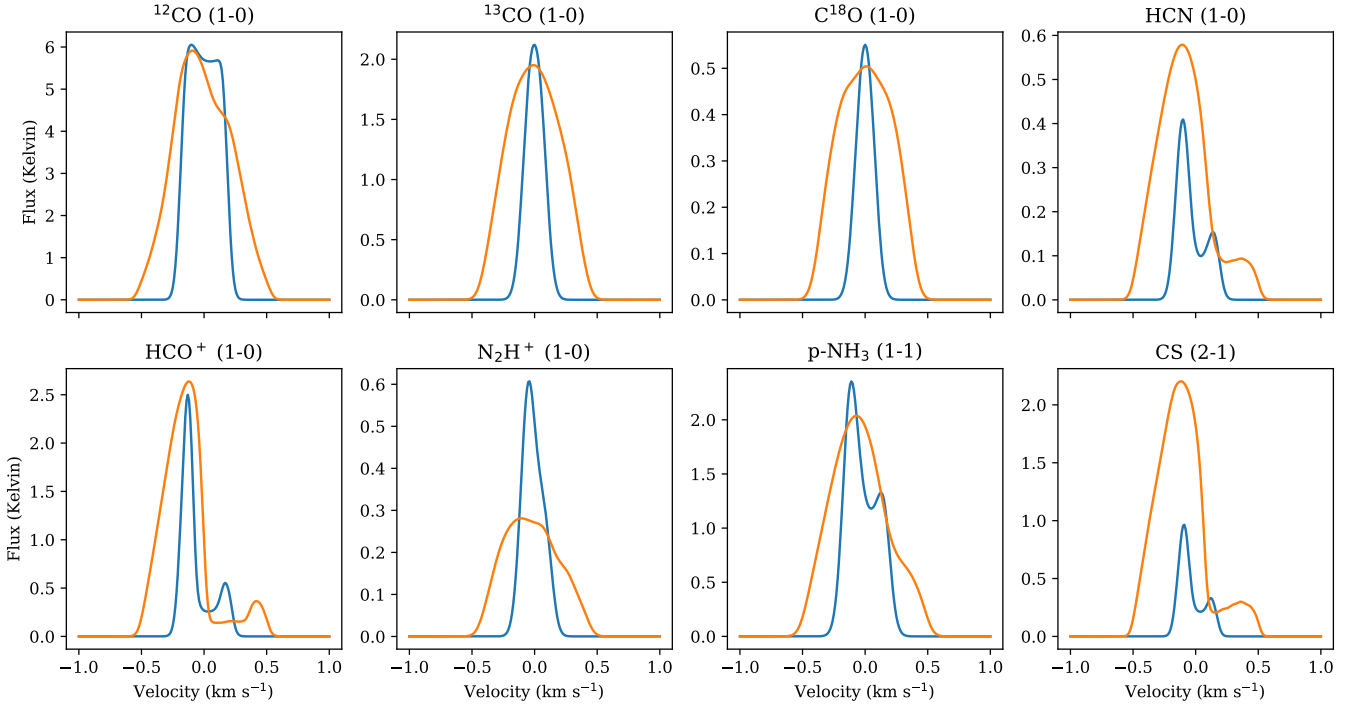 ¹²CO (1-0)
¹³CO (1-0)
C¹⁸O (1-0)
HCN (1-0)
Flux (Kelvin)
6
5
4
3
2
1
0
2.0
1.5
1.0
0.5
0.0
0.5
0.4
0.3
0.2
0.1
0.0
0.6
0.5
0.4
0.3
0.2
0.1
0.0
HCO⁺ (1-0)
N₂H⁺ (1-0)
p-NH₃ (1-1)
CS (2-1)
Flux (Kelvin)
2.5
2.0
1.5
1.0
0.5
0.0
0.6
0.5
0.4
0.3
0.2
0.1
0.0
2.0
1.5
1.0
0.5
0.0
2.0
1.5
1.0
0.5
0.0
−1.0 −0.5 0.0 0.5 1.0
−1.0 −0.5 0.0 0.5 1.0
−1.0 −0.5 0.0 0.5 1.0
−1.0 −0.5 0.0 0.5 1.0
Velocity (km s⁻¹)
Velocity (km s⁻¹)
Velocity (km s⁻¹)
Velocity (km s⁻¹)